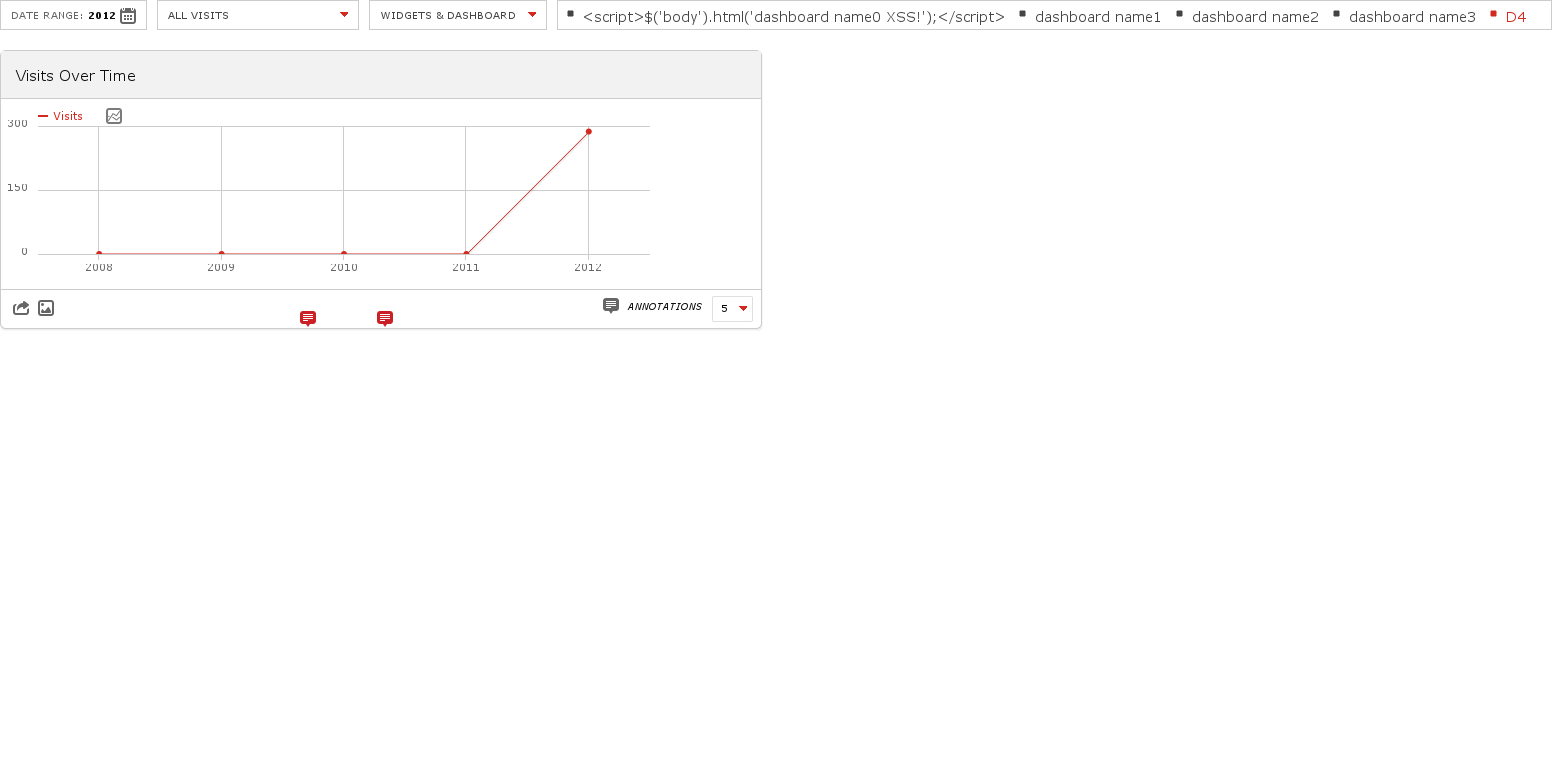 DATE RANGE: 2012
ALL VISITS
WIDGETS & DASHBOARD
<script>$('body').html('dashboard name0 XSS!');</script>
dashboard name1
dashboard name2
dashboard name3
D4
Visits Over Time
Visits
300
150
0
2008 2009 2010 2011 2012
ANNOTATIONS
5